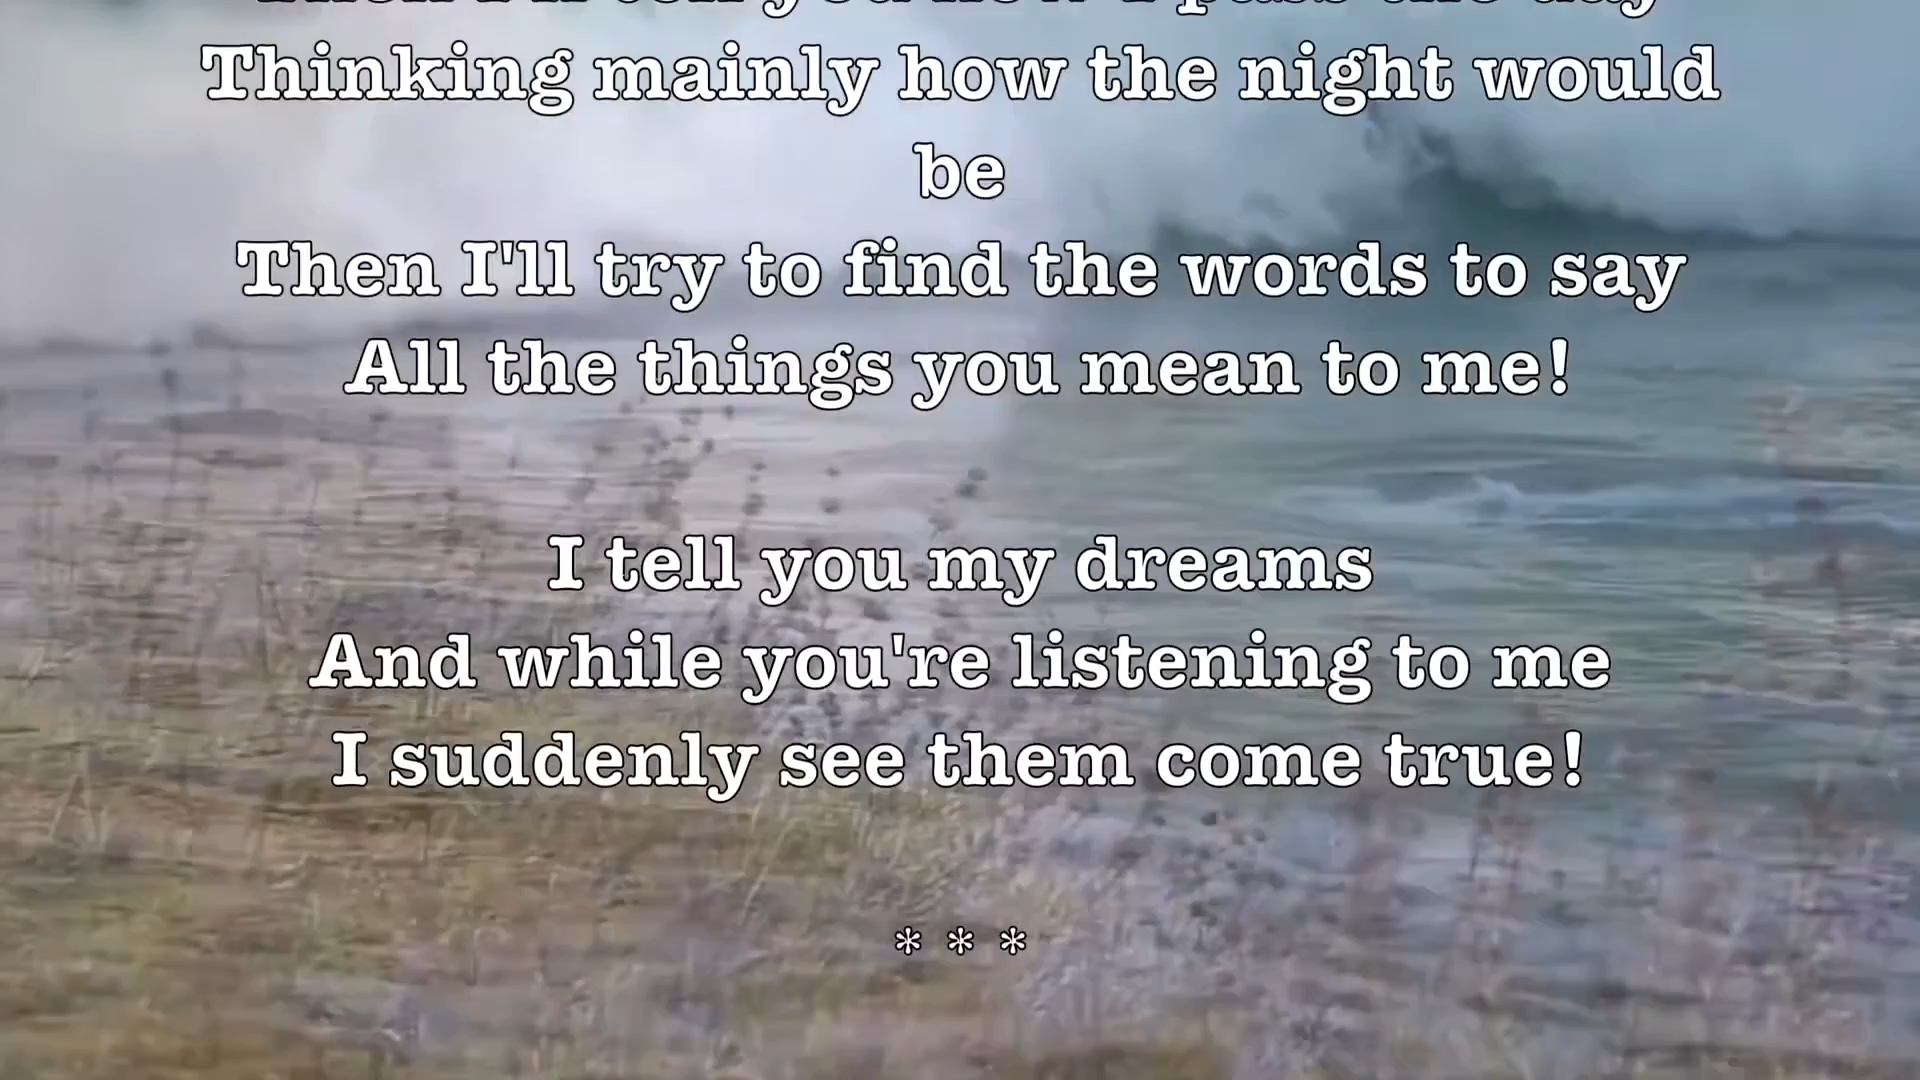 Thinking mainly how the night would
be
Then I'll try to find the words to say
All the things you mean to me!
I tell you my dreams
And while you're listening to me
I suddenly see them come true!
* * *